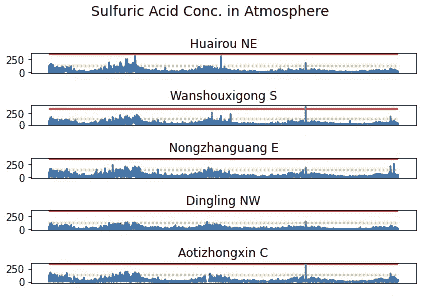 Sulfuric Acid Conc. in Atmosphere
Huairou NE
250
0
Wanshouxigong S
250
0
Nongzhanguang E
250
0
Dingling NW
250
0
Aotizhongxin C
250
0